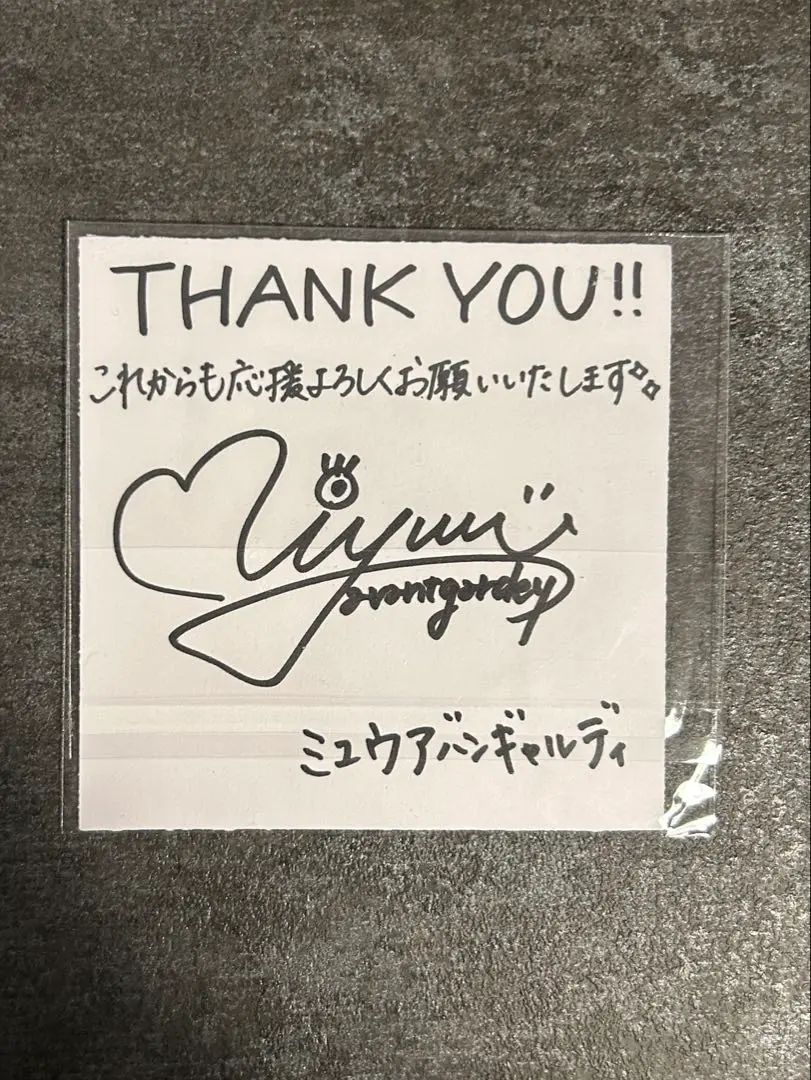 THANK YOU!!
これからも応援よろしくお願いいたします
Miyuu
avantgardey
ミユウアバンギャルディ